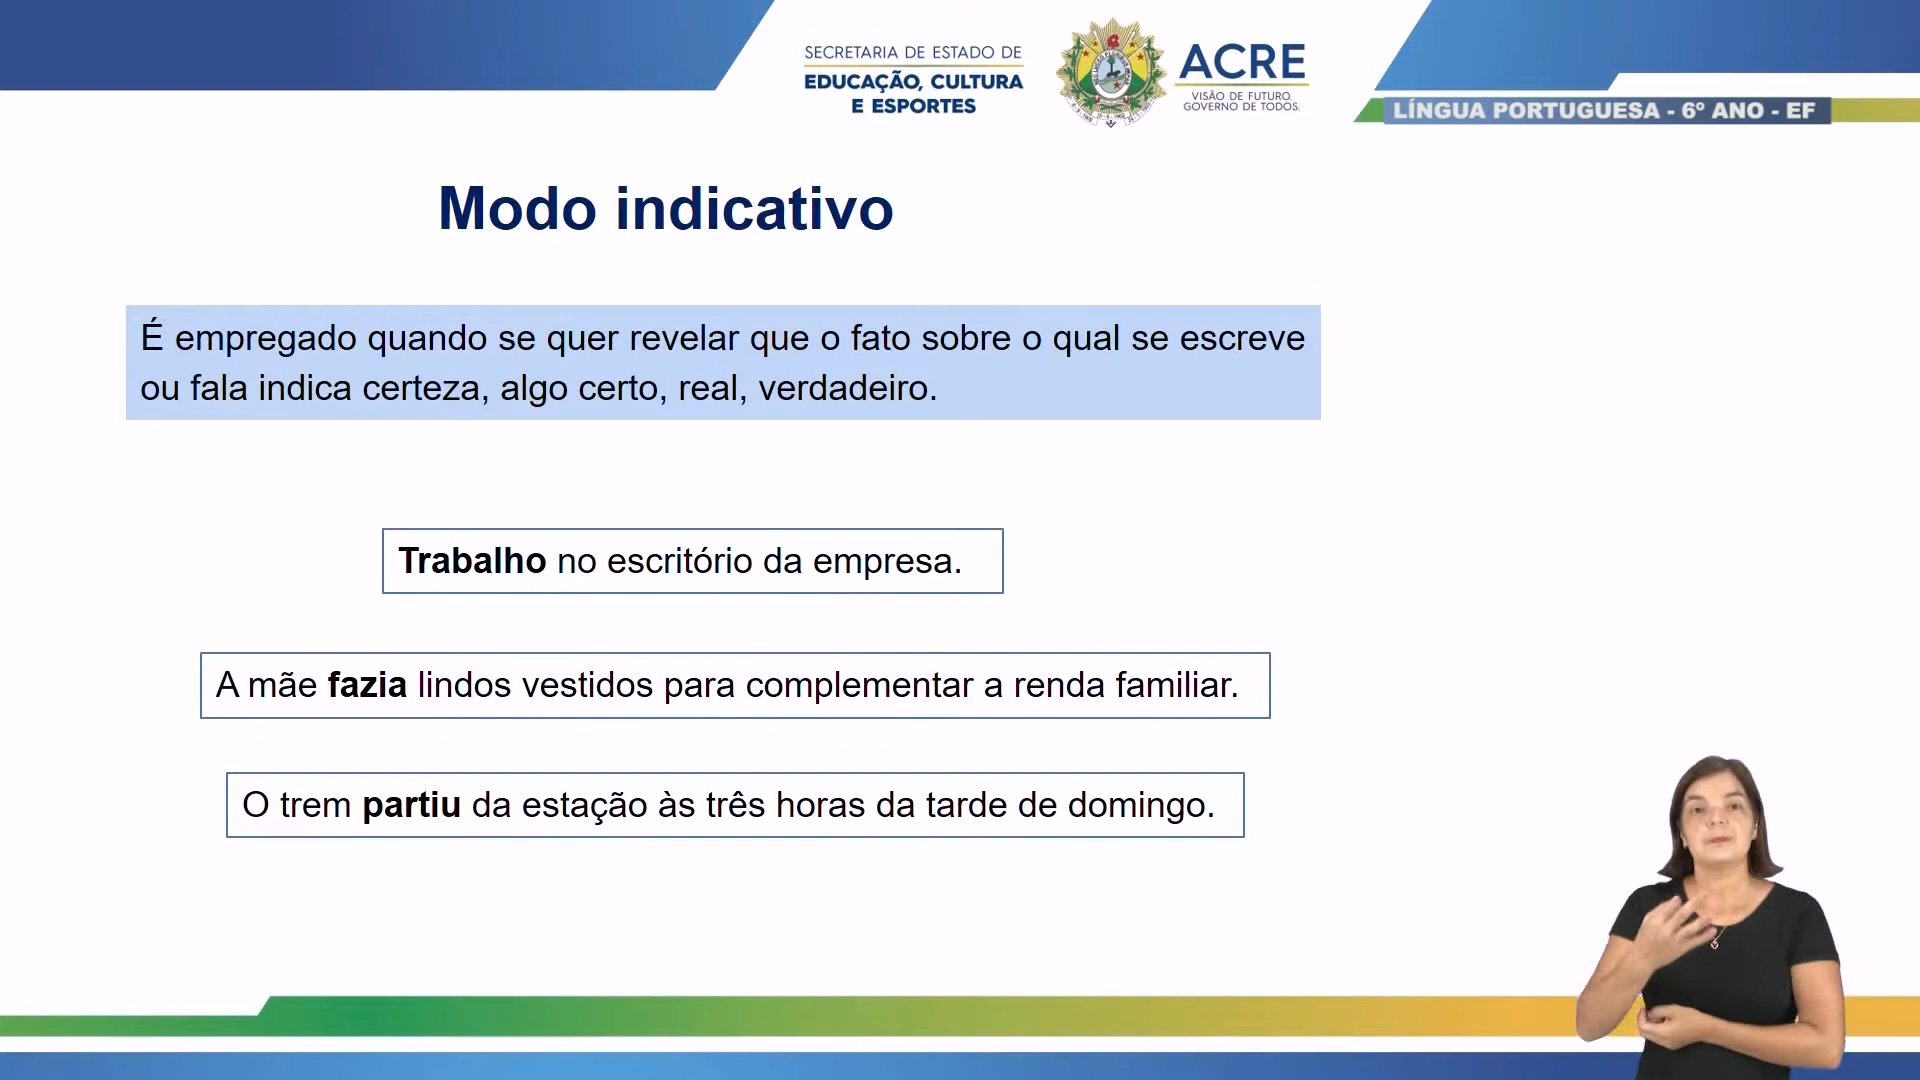 SECRETARIA DE ESTADO DE
EDUCAÇÃO, CULTURA
E ESPORTES
ACRE
VISÃO DE FUTURO.
GOVERNO DE TODOS.
LÍNGUA PORTUGUESA - 6º ANO - EF
Modo indicativo
É empregado quando se quer revelar que o fato sobre o qual se escreve
ou fala indica certeza, algo certo, real, verdadeiro.
Trabalho no escritório da empresa.
A mãe fazia lindos vestidos para complementar a renda familiar.
O trem partiu da estação às três horas da tarde de domingo.